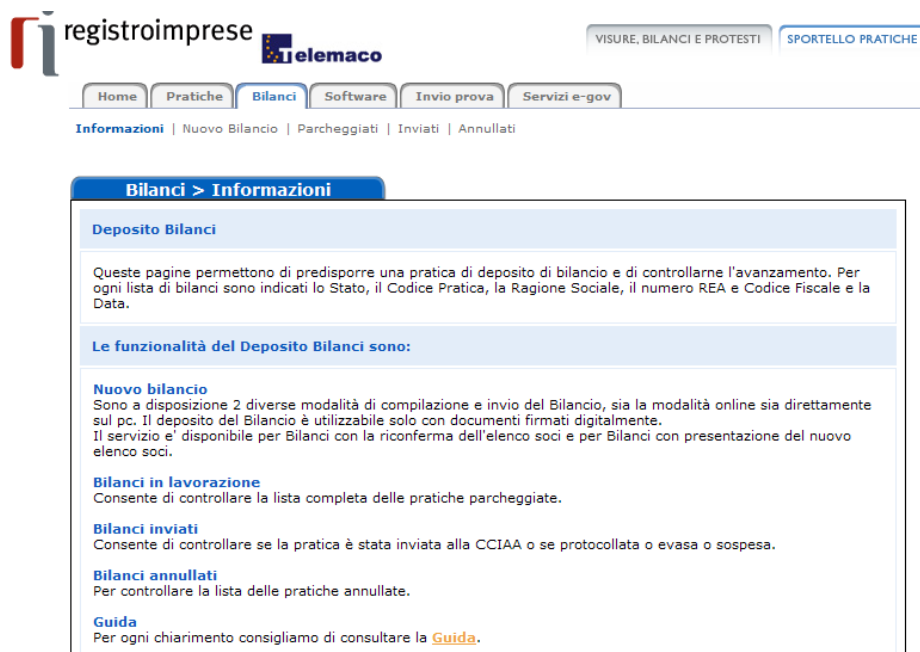 registroimprese
Telemaco
VISURE, BILANCI E PROTESTI
SPORTELLO PRATICHE
Home Pratiche Bilanci Software Invio prova Servizi e-gov
Informazioni | Nuovo Bilancio | Parcheggiati | Inviati | Annullati
Bilanci > Informazioni
Deposito Bilanci
Queste pagine permettono di predisporre una pratica di deposito di bilancio e di controllarne l'avanzamento. Per
ogni lista di bilanci sono indicati lo Stato, il Codice Pratica, la Ragione Sociale, il numero REA e Codice Fiscale e la
Data.
Le funzionalità del Deposito Bilanci sono:
Nuovo bilancio
Sono a disposizione 2 diverse modalità di compilazione e invio del Bilancio, sia la modalità online sia direttamente
sul pc. Il deposito del Bilancio è utilizzabile solo con documenti firmati digitalmente.
Il servizio e' disponibile per Bilanci con la riconferma dell'elenco soci e per Bilanci con presentazione del nuovo
elenco soci.
Bilanci in lavorazione
Consente di controllare la lista completa delle pratiche parcheggiate.
Bilanci inviati
Consente di controllare se la pratica è stata inviata alla CCIAA o se protocollata o evasa o sospesa.
Bilanci annullati
Per controllare la lista delle pratiche annullate.
Guida
Per ogni chiarimento consigliamo di consultare la Guida.